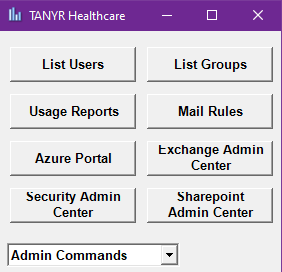 TANYR Healthcare
List Users
List Groups
Usage Reports
Mail Rules
Azure Portal
Exchange Admin
Center
Security Admin
Center
Sharepoint
Admin Center
Admin Commands